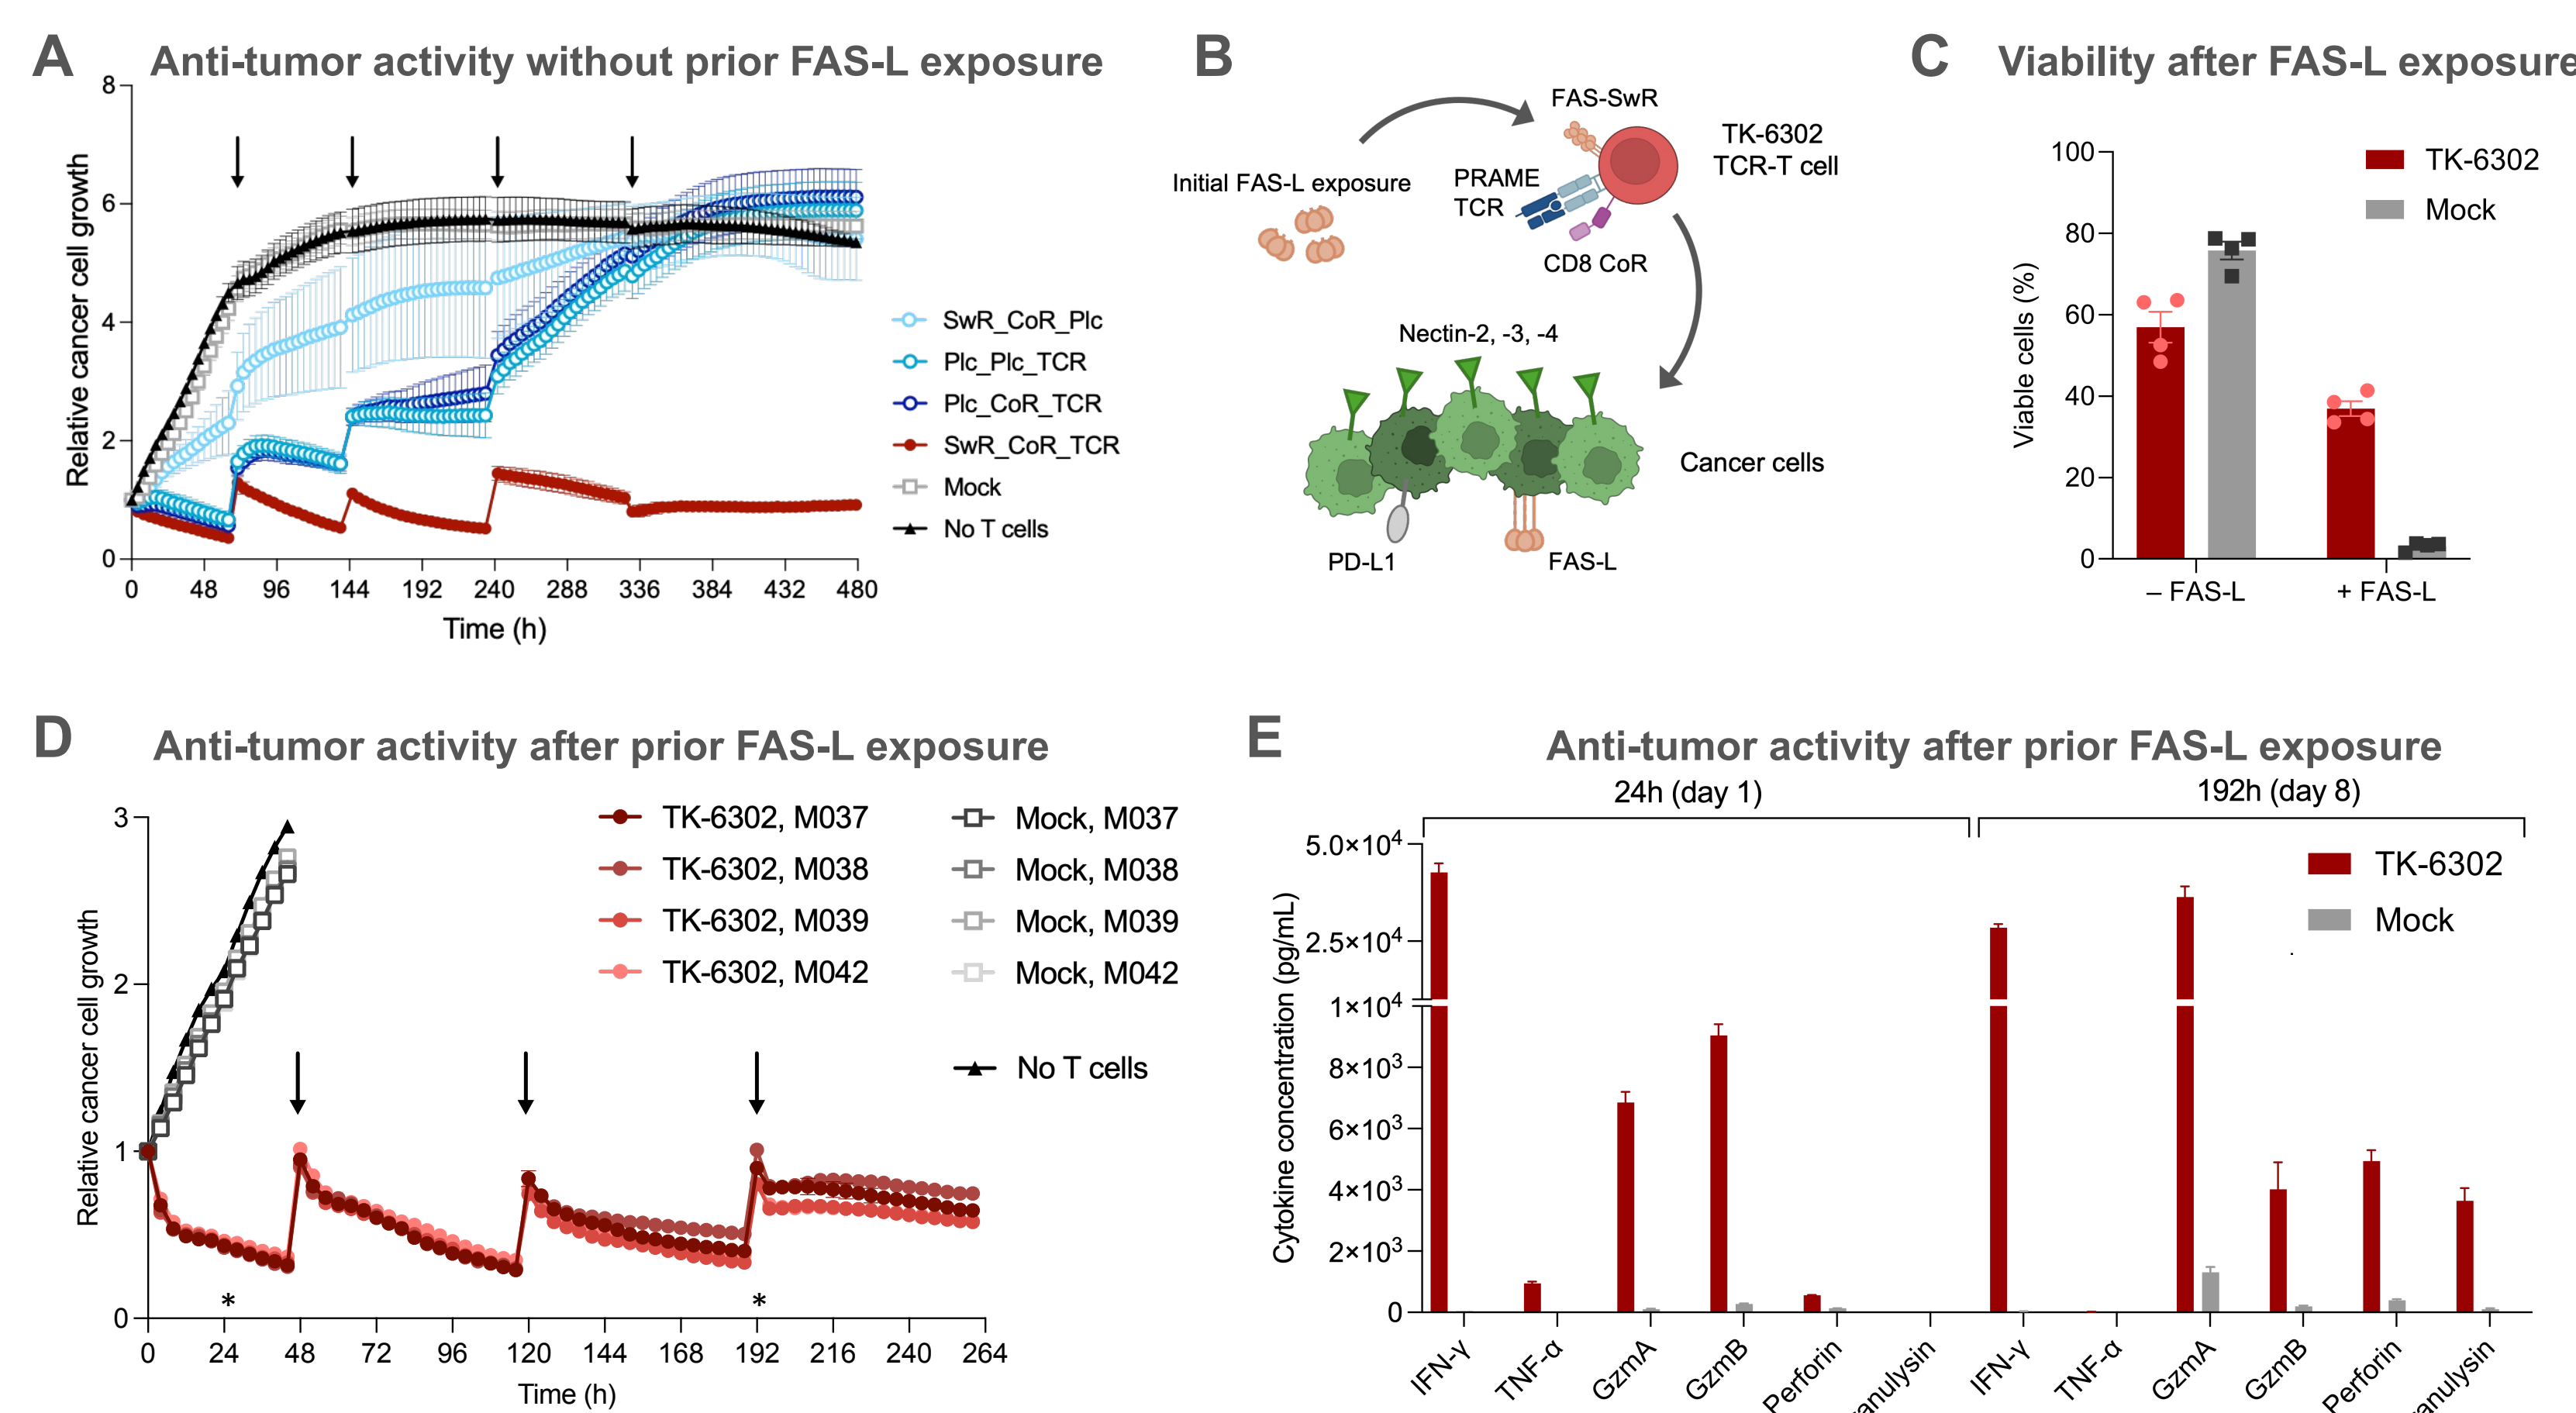 A Anti-tumor activity without prior FAS-L exposure
8
6
4
2
0
Relative cancer cell growth
0 48 96 144 192 240 288 336 384 432 480
Time (h)
SwR_CoR_Plc
Plc_Plc_TCR
Plc_CoR_TCR
SwR_CoR_TCR
Mock
No T cells
B
Initial FAS-L exposure
FAS-SwR
TK-6302
TCR-T cell
PRAME
TCR
CD8 CoR
Nectin-2, -3, -4
Cancer cells
PD-L1
FAS-L
C Viability after FAS-L exposure
100
80
60
40
20
0
Viable cells (%)
TK-6302
Mock
– FAS-L
+ FAS-L
D Anti-tumor activity after prior FAS-L exposure
3
2
1
0
Relative cancer cell growth
TK-6302, M037
TK-6302, M038
TK-6302, M039
TK-6302, M042
Mock, M037
Mock, M038
Mock, M039
Mock, M042
No T cells
* *
0 24 48 72 96 120 144 168 192 216 240 264
Time (h)
E Anti-tumor activity after prior FAS-L exposure
24h (day 1)
192h (day 8)
5.0×10⁴
2.5×10⁴
1×10⁴
8×10³
6×10³
4×10³
2×10³
0
Cytokine concentration (pg/mL)
TK-6302
Mock
IFN-γ TNF-α GzmA GzmB Perforin anulysin IFN-γ TNF-α GzmA GzmB Perforin anulysin